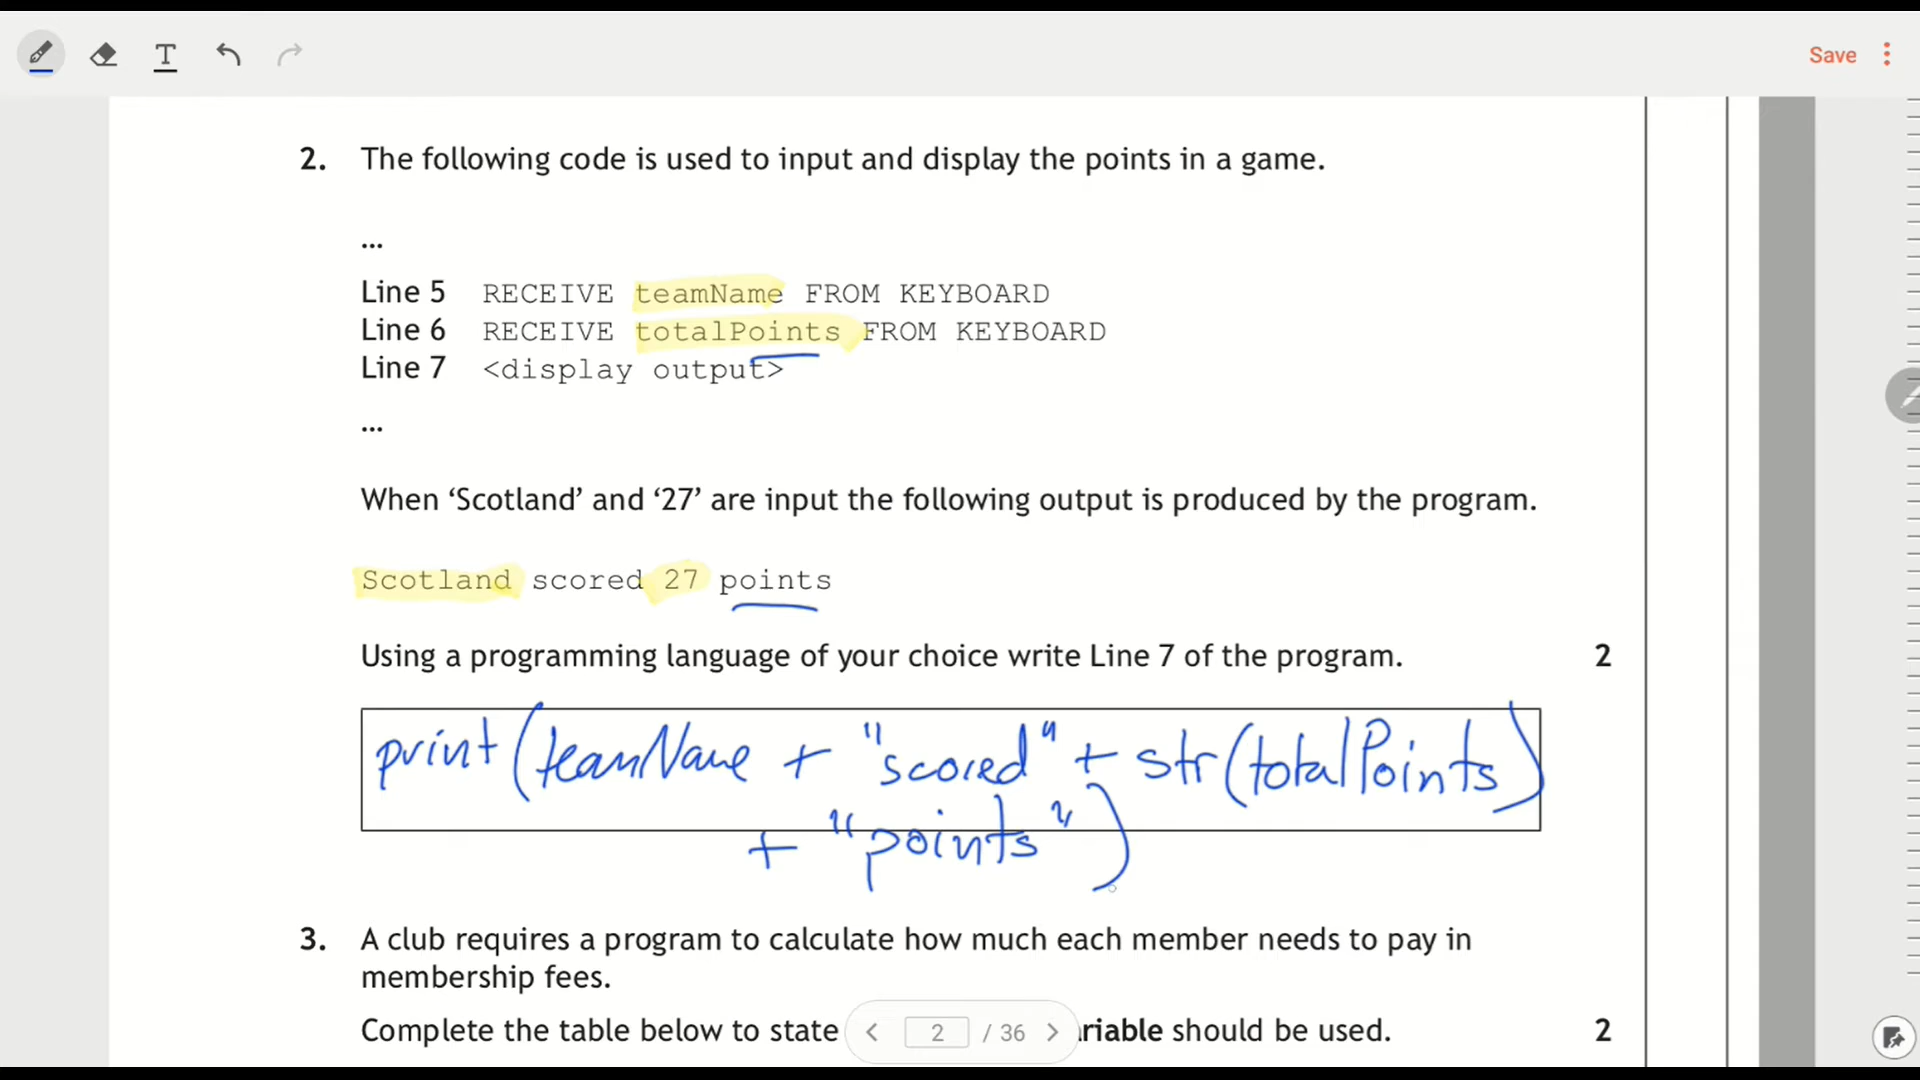 T Save
2. The following code is used to input and display the points in a game.
...
Line 5 RECEIVE teamName FROM KEYBOARD
Line 6 RECEIVE totalPoints FROM KEYBOARD
Line 7 <display output>
...
When ‘Scotland’ and ‘27’ are input the following output is produced by the program.
Scotland scored 27 points
Using a programming language of your choice write Line 7 of the program. 2
print(teamName + "scored" + str(totalPoints)
+ "points")
3. A club requires a program to calculate how much each member needs to pay in
membership fees.
Complete the table below to state riable should be used. 2
2 / 36